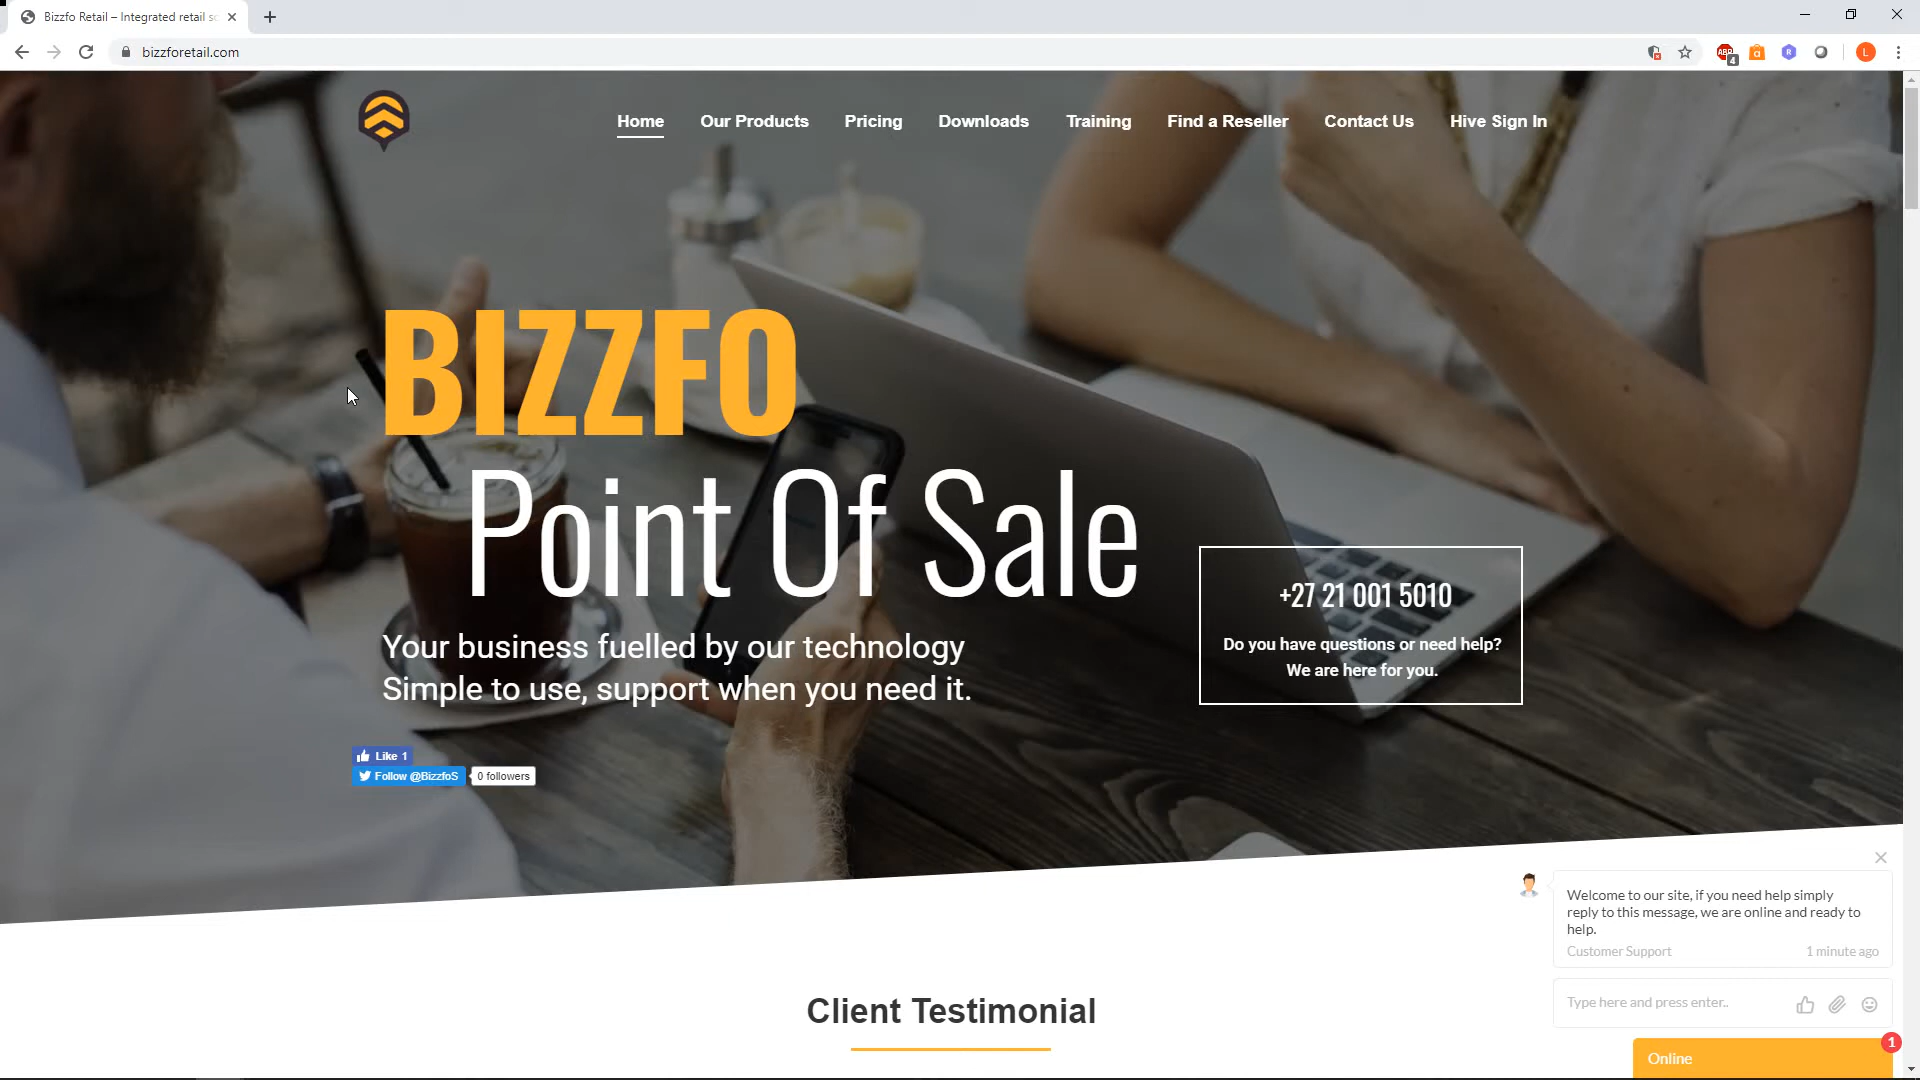 Bizzfo Retail – Integrated retail sc
bizzforetail.com
ABP
4
a
R
L
Home
Our Products
Pricing
Downloads
Training
Find a Reseller
Contact Us
Hive Sign In
BIZZFO
Point Of Sale
+27 21 001 5010
Do you have questions or need help?
We are here for you.
Your business fuelled by our technology
Simple to use, support when you need it.
Like 1
Follow @BizzfoS
0 followers
Welcome to our site, if you need help simply
reply to this message, we are online and ready to
help.
Customer Support
1 minute ago
Type here and press enter..
Client Testimonial
1
Online